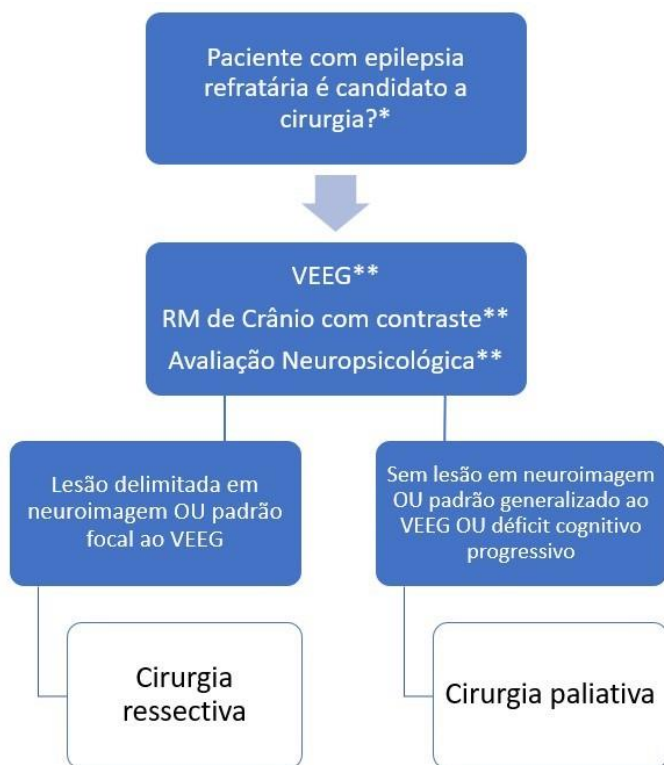 Paciente com epilepsia
refratária é candidato a
cirurgia?*
VEEG**
RM de Crânio com contraste**
Avaliação Neuropsicológica**
Lesão delimitada em
neuroimagem OU padrão
focal ao VEEG
Sem lesão em neuroimagem
OU padrão generalizado ao
VEEG OU déficit cognitivo
progressivo
Cirurgia
ressectiva
Cirurgia paliativa